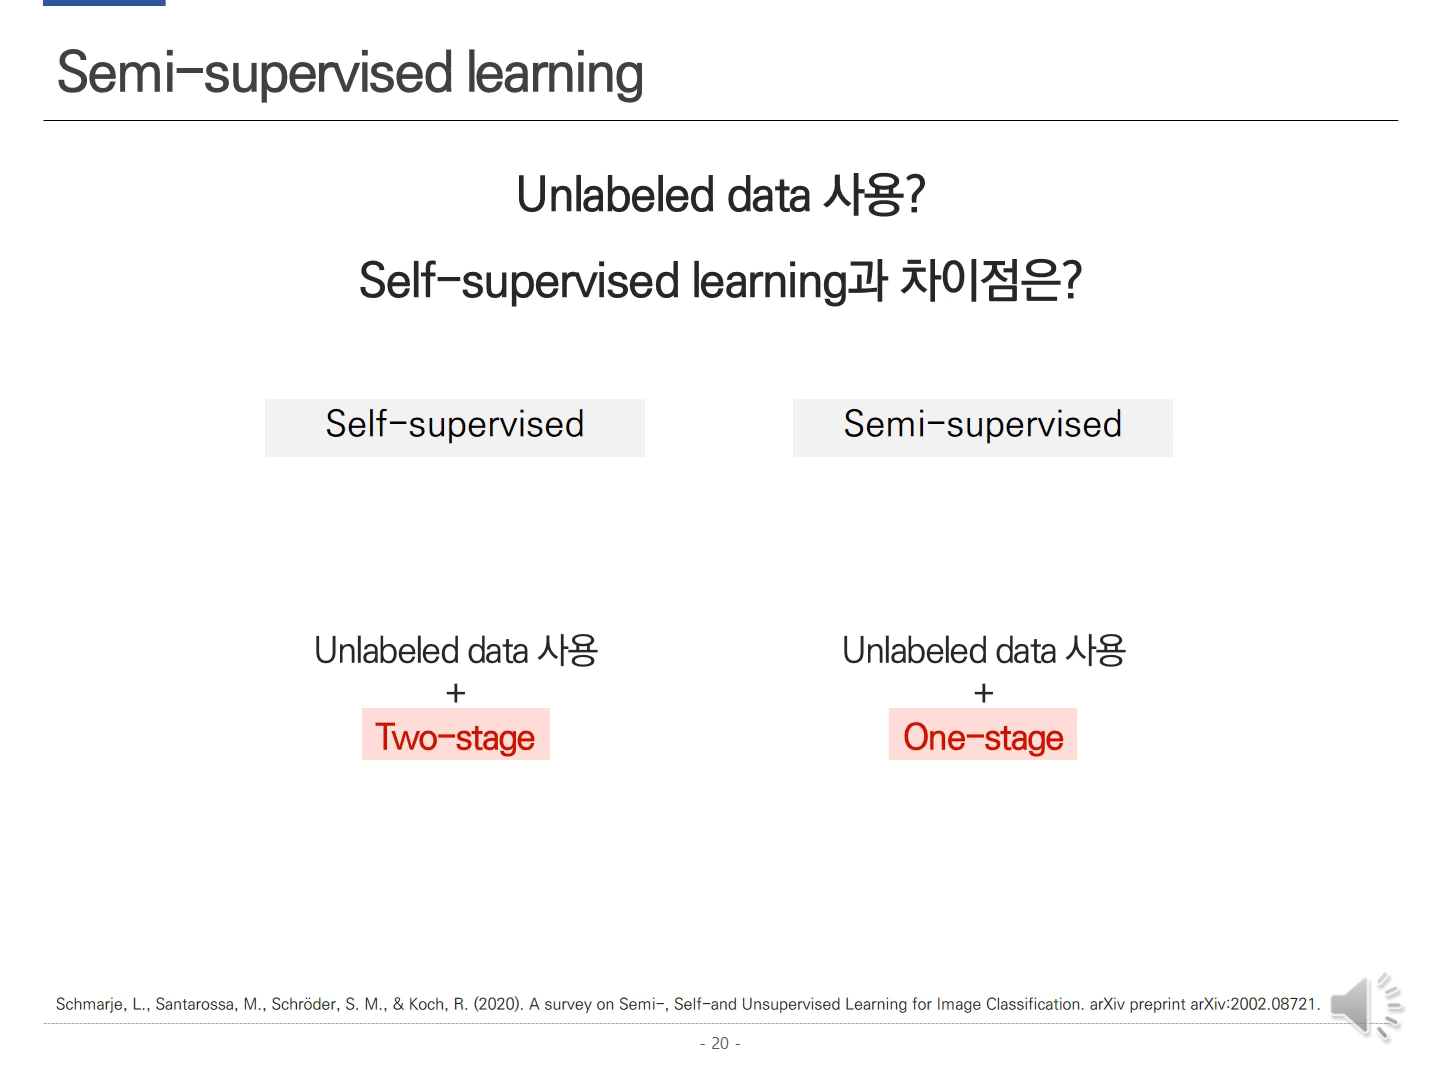 Semi-supervised learning
Unlabeled data 사용?
Self-supervised learning과 차이점은?
Self-supervised
Semi-supervised
Unlabeled data 사용
+
Two-stage
Unlabeled data 사용
+
One-stage
Schmarje, L., Santarossa, M., Schröder, S. M., & Koch, R. (2020). A survey on Semi-, Self-and Unsupervised Learning for Image Classification. arXiv preprint arXiv:2002.08721.
- 20 -